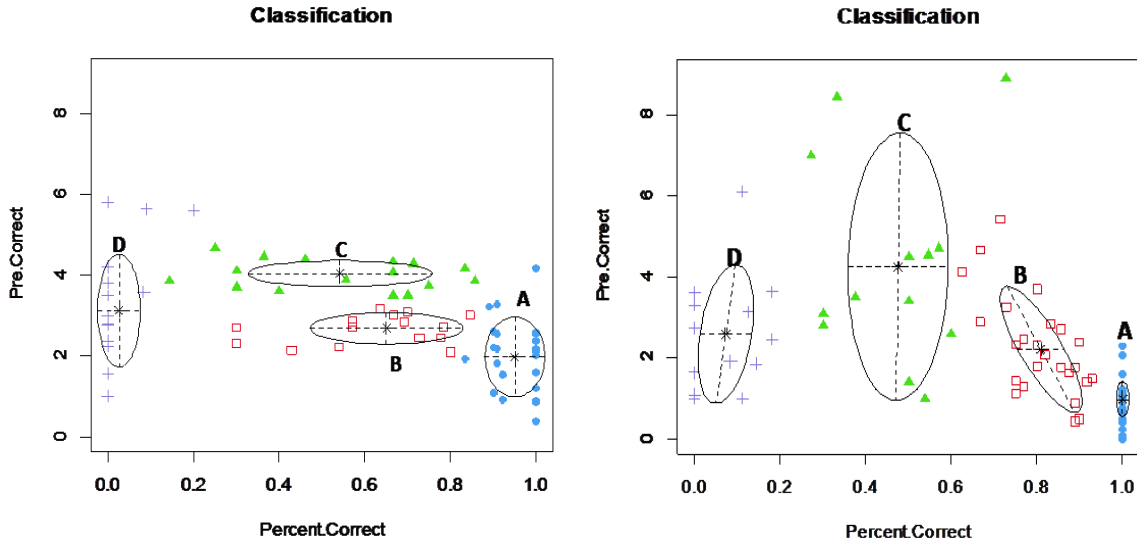 Classification
Pre.Correct
8
6
4
2
0
D
C
A
B
0.0 0.2 0.4 0.6 0.8 1.0
Percent.Correct
Classification
Pre.Correct
8
6
4
2
0
C
D
B
A
0.0 0.2 0.4 0.6 0.8 1.0
Percent.Correct